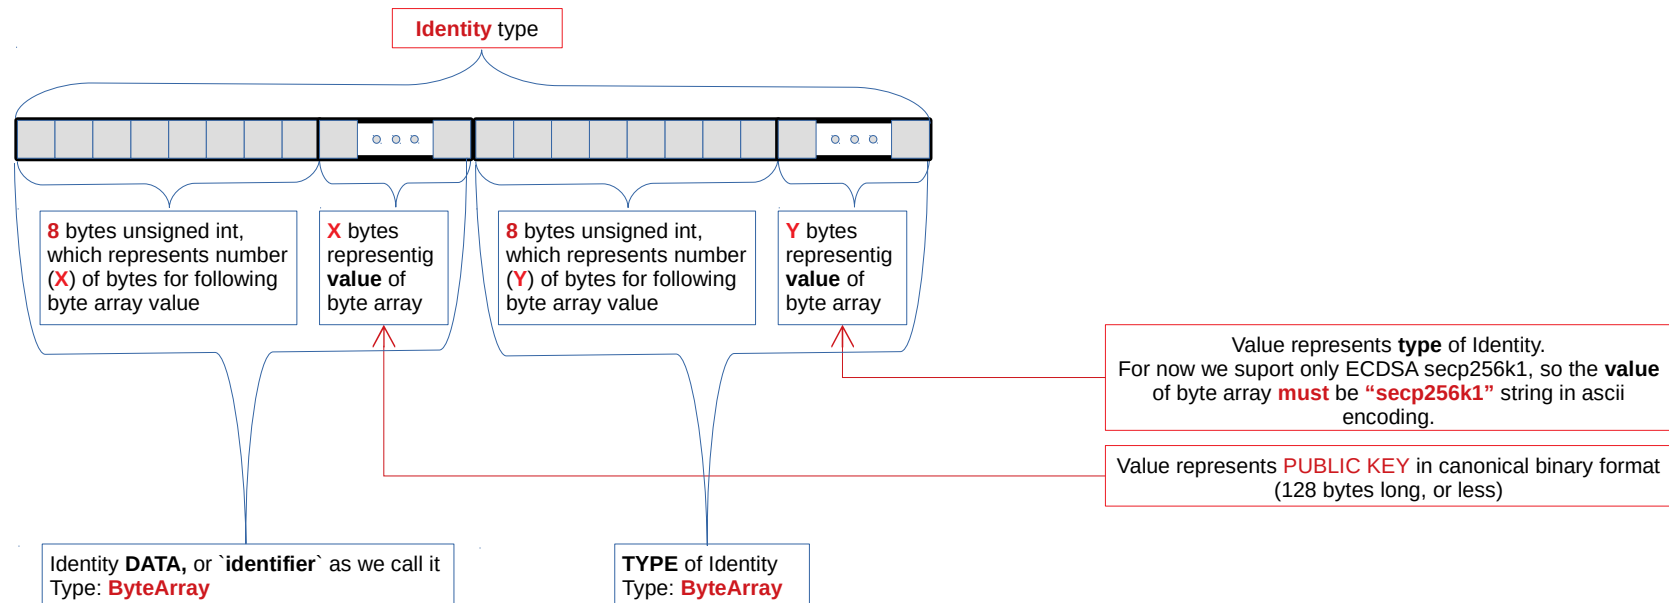 Identity type
8 bytes unsigned int,
which represents number
(X) of bytes for following
byte array value
X bytes
representig
value of
byte array
8 bytes unsigned int,
which represents number
(Y) of bytes for following
byte array value
Y bytes
representig
value of
byte array
Value represents type of Identity.
For now we suport only ECDSA secp256k1, so the value
of byte array must be “secp256k1” string in ascii
encoding.
Value represents PUBLIC KEY in canonical binary format
(128 bytes long, or less)
Identity DATA, or `identifier` as we call it
Type: ByteArray
TYPE of Identity
Type: ByteArray